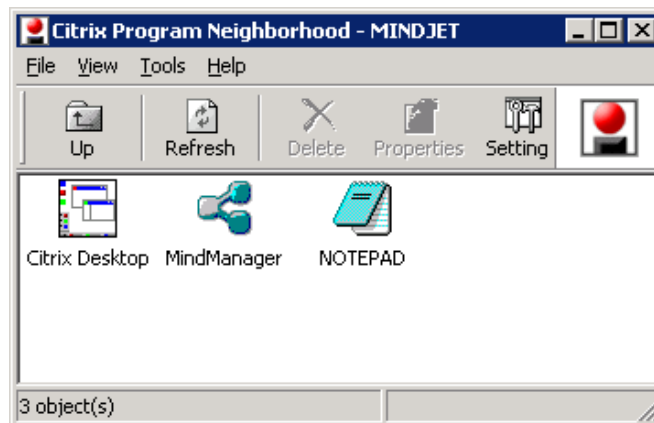 Citrix Program Neighborhood - MINDJET
File View Tools Help
Up Refresh Delete Properties Setting
Citrix Desktop MindManager NOTEPAD
3 object(s)